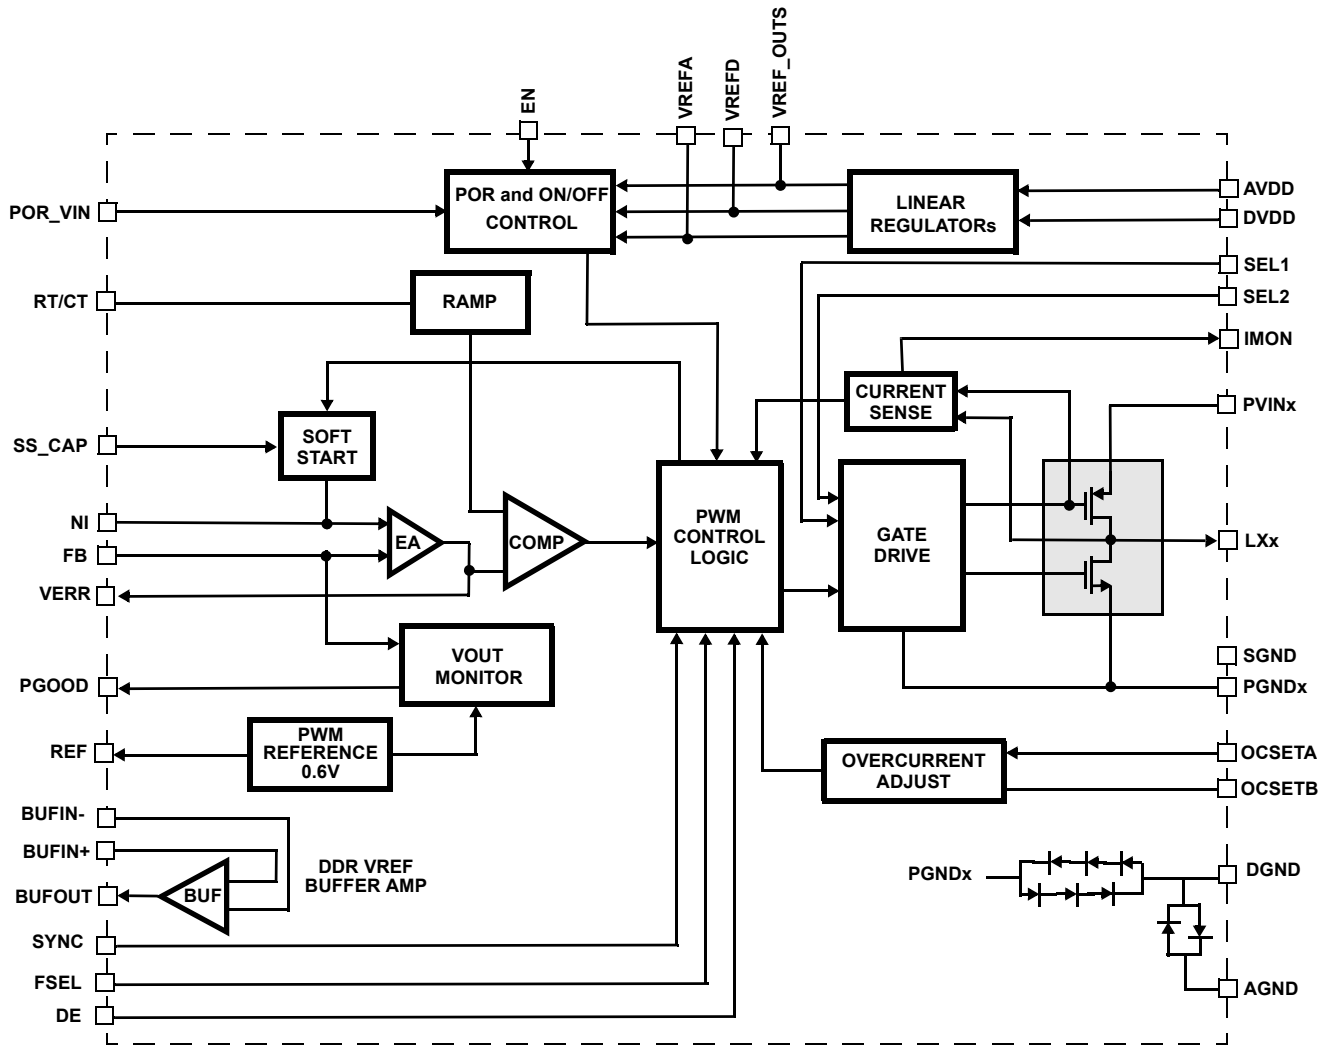 EN
VREFA
VREFD
VREF_OUTS
POR_VIN
POR and ON/OFF
CONTROL
LINEAR
REGULATORs
AVDD
DVDD
SEL1
SEL2
RT/CT
RAMP
IMON
CURRENT
SENSE
PVINx
SS_CAP
SOFT
START
NI
FB
VERR
EA
COMP
PWM
CONTROL
LOGIC
GATE
DRIVE
LXx
VOUT
MONITOR
SGND
PGNDx
PGOOD
REF
PWM
REFERENCE
0.6V
OVERCURRENT
ADJUST
OCSETA
OCSETB
BUFIN-
BUFIN+
BUFOUT
BUF
DDR VREF
BUFFER AMP
PGNDx
DGND
SYNC
FSEL
DE
AGND